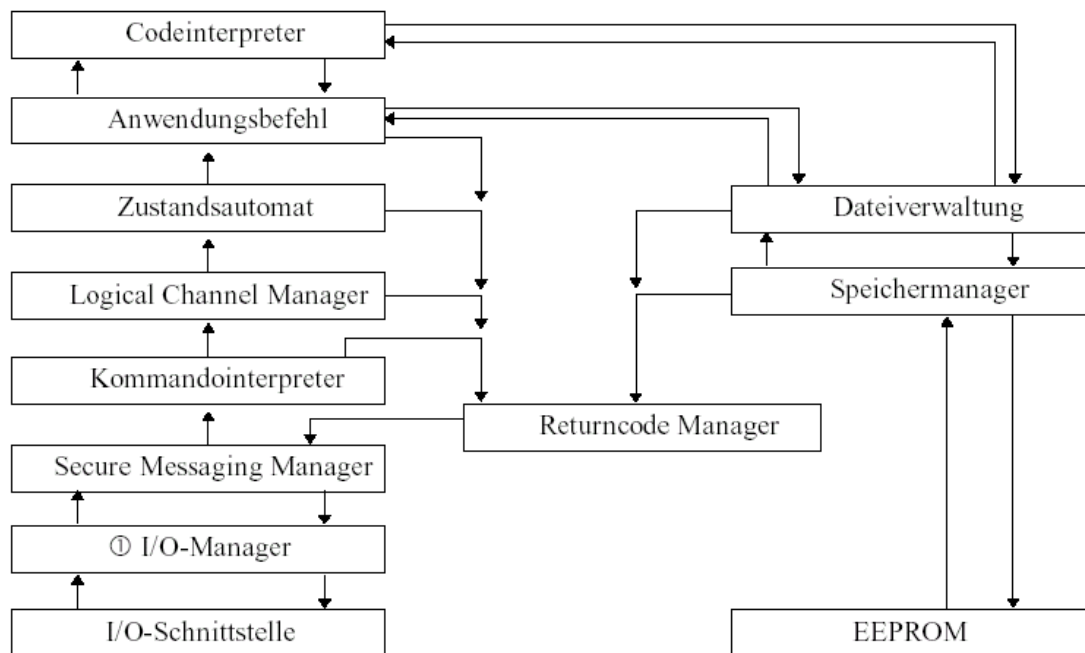 Codeinterpreter
Anwendungsbefehl
Zustandsautomat
Dateiverwaltung
Logical Channel Manager
Speichermanager
Kommandointerpreter
Returncode Manager
Secure Messaging Manager
① I/O-Manager
I/O-Schnittstelle
EEPROM